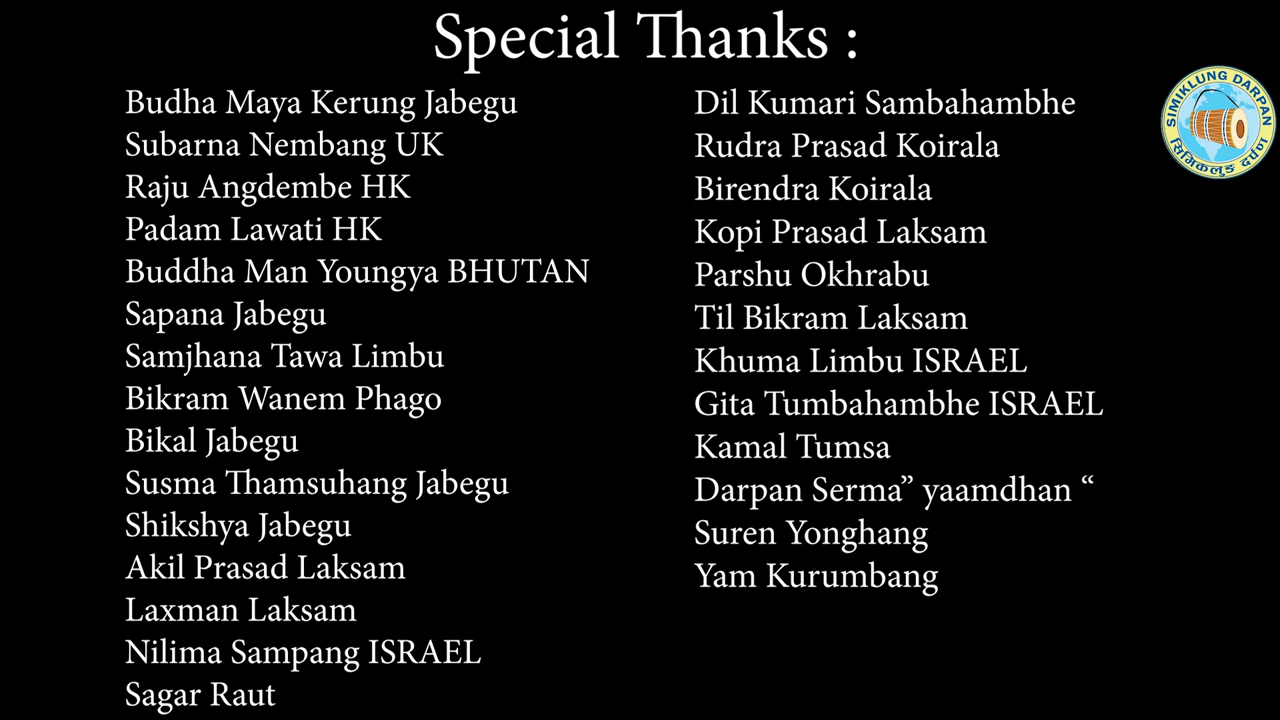 Special Thanks :
Budha Maya Kerung Jabegu
Subarna Nembang UK
Raju Angdembe HK
Padam Lawati HK
Buddha Man Youngya BHUTAN
Sapana Jabegu
Samjhana Tawa Limbu
Bikram Wanem Phago
Bikal Jabegu
Susma Thamsuhang Jabegu
Shikshya Jabegu
Akil Prasad Laksam
Laxman Laksam
Nilima Sampang ISRAEL
Sagar Raut
Dil Kumari Sambahambhe
Rudra Prasad Koirala
Birendra Koirala
Kopi Prasad Laksam
Parshu Okhrabu
Til Bikram Laksam
Khuma Limbu ISRAEL
Gita Tumbahambhe ISRAEL
Kamal Tumsa
Darpan Serma” yaamdhan “
Suren Yonghang
Yam Kurumbang
SIMIKLUNG DARPAN
सिमिकलुङ दर्पण